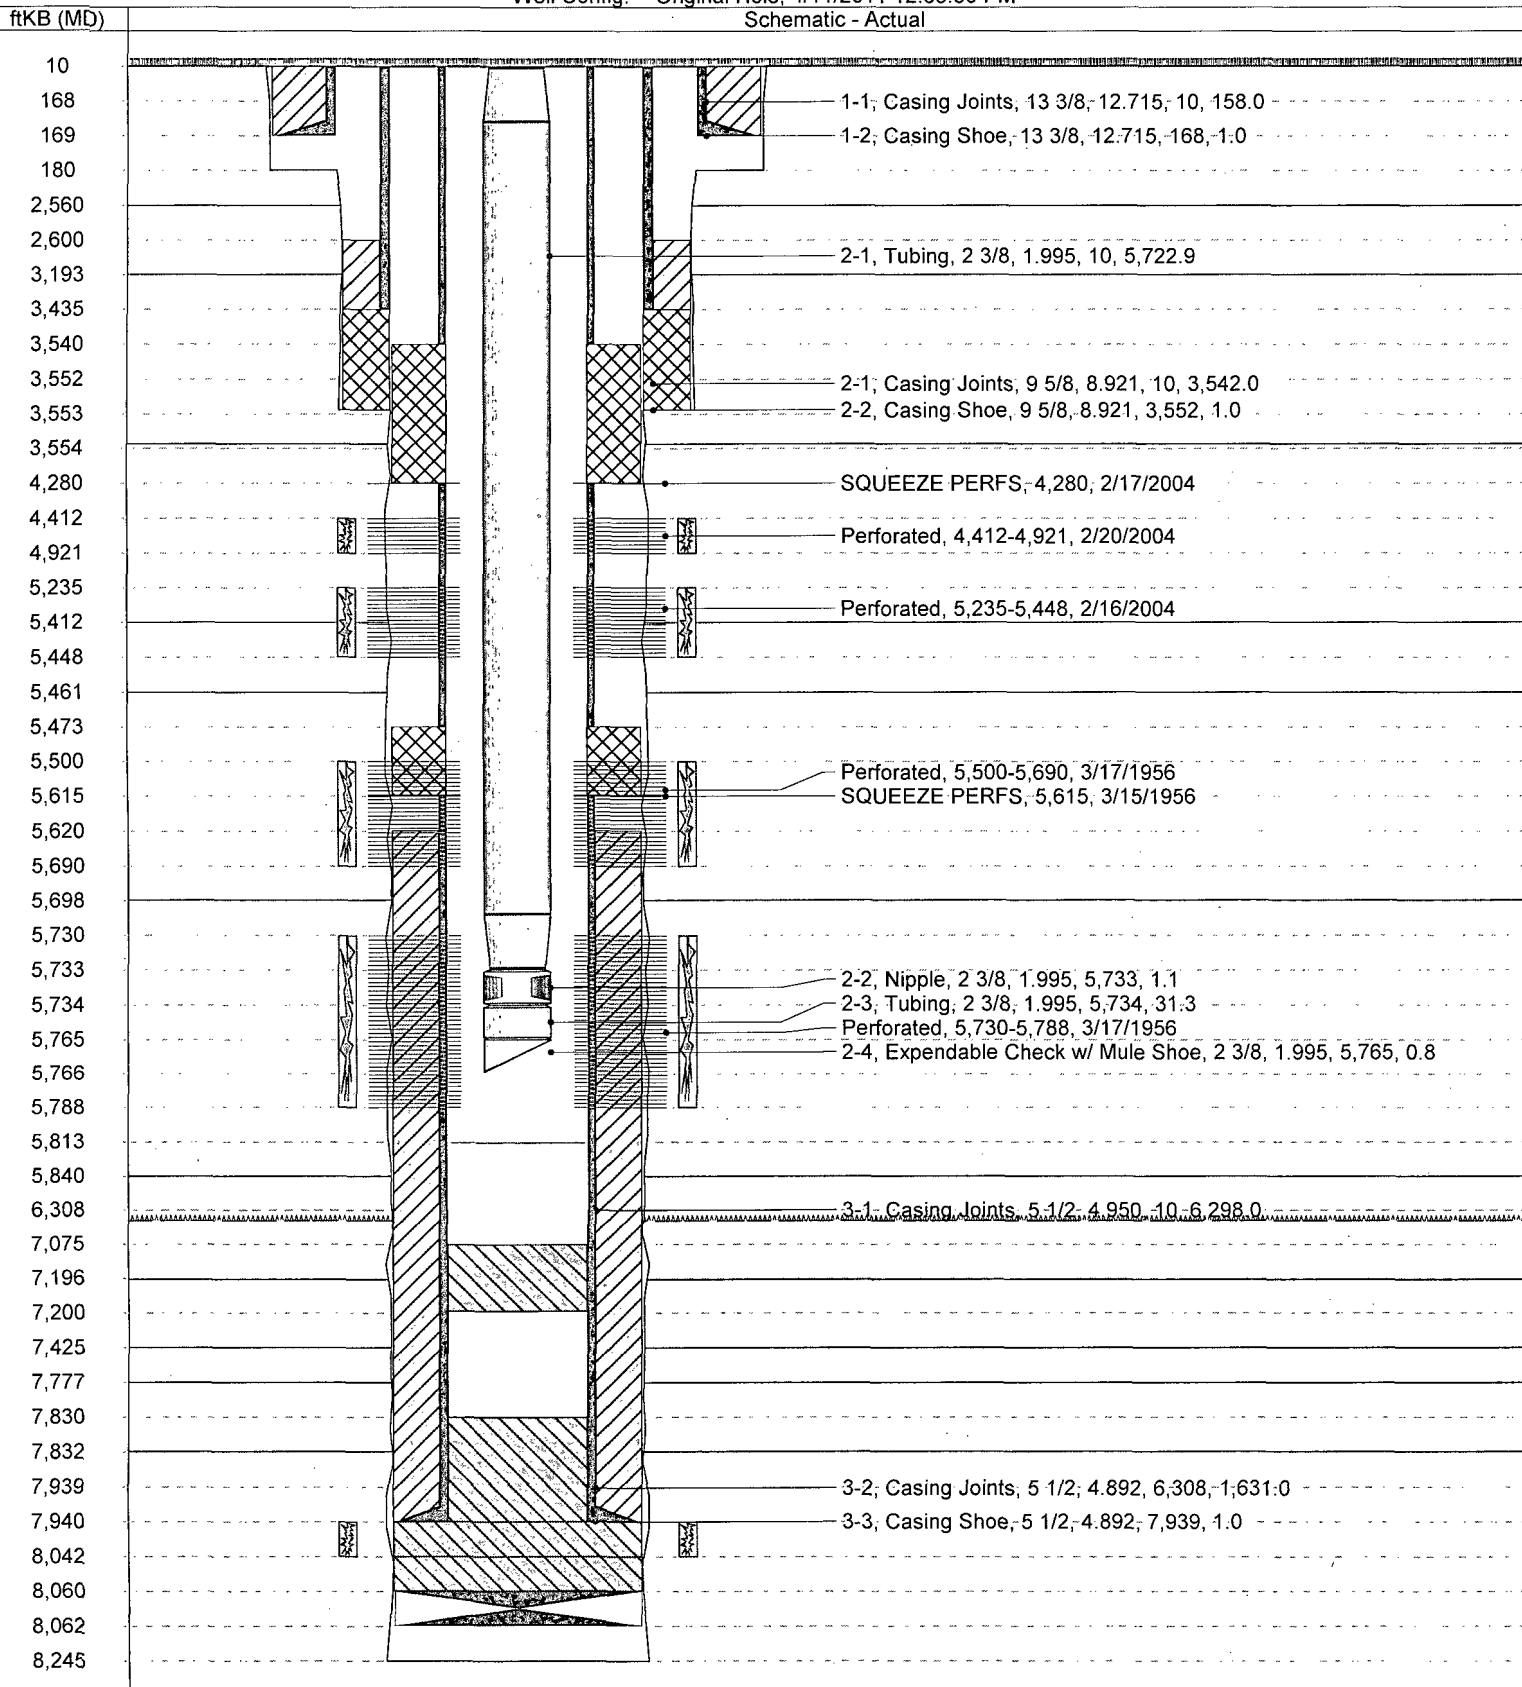 ftKB (MD)
Schematic - Actual
10
168
1-1, Casing Joints, 13 3/8, 12.715, 10, 158.0
169
1-2, Casing Shoe, 13 3/8, 12.715, 168, 1.0
180
2,560
2,600
2-1, Tubing, 2 3/8, 1.995, 10, 5,722.9
3,193
3,435
3,540
3,552
2-1, Casing Joints, 9 5/8, 8.921, 10, 3,542.0
3,553
2-2, Casing Shoe, 9 5/8, 8.921, 3,552, 1.0
3,554
4,280
SQUEEZE PERFS, 4,280, 2/17/2004
4,412
Perforated, 4,412-4,921, 2/20/2004
4,921
5,235
Perforated, 5,235-5,448, 2/16/2004
5,412
5,448
5,461
5,473
5,500
Perforated, 5,500-5,690, 3/17/1956
5,615
SQUEEZE PERFS, 5,615, 3/15/1956
5,620
5,690
5,698
5,730
5,733
2-2, Nipple, 2 3/8, 1.995, 5,733, 1.1
5,734
2-3, Tubing, 2 3/8, 1.995, 5,734, 31.3
Perforated, 5,730-5,788, 3/17/1956
5,765
2-4, Expendable Check w/ Mule Shoe, 2 3/8, 1.995, 5,765, 0.8
5,766
5,788
5,813
5,840
6,308
3-1, Casing Joints, 5 1/2, 4.950, 10, 6,298.0
7,075
7,196
7,200
7,425
7,777
7,830
7,832
7,939
3-2, Casing Joints, 5 1/2, 4.892, 6,308, 1,631.0
7,940
3-3, Casing Shoe, 5 1/2, 4.892, 7,939, 1.0
8,042
8,060
8,062
8,245